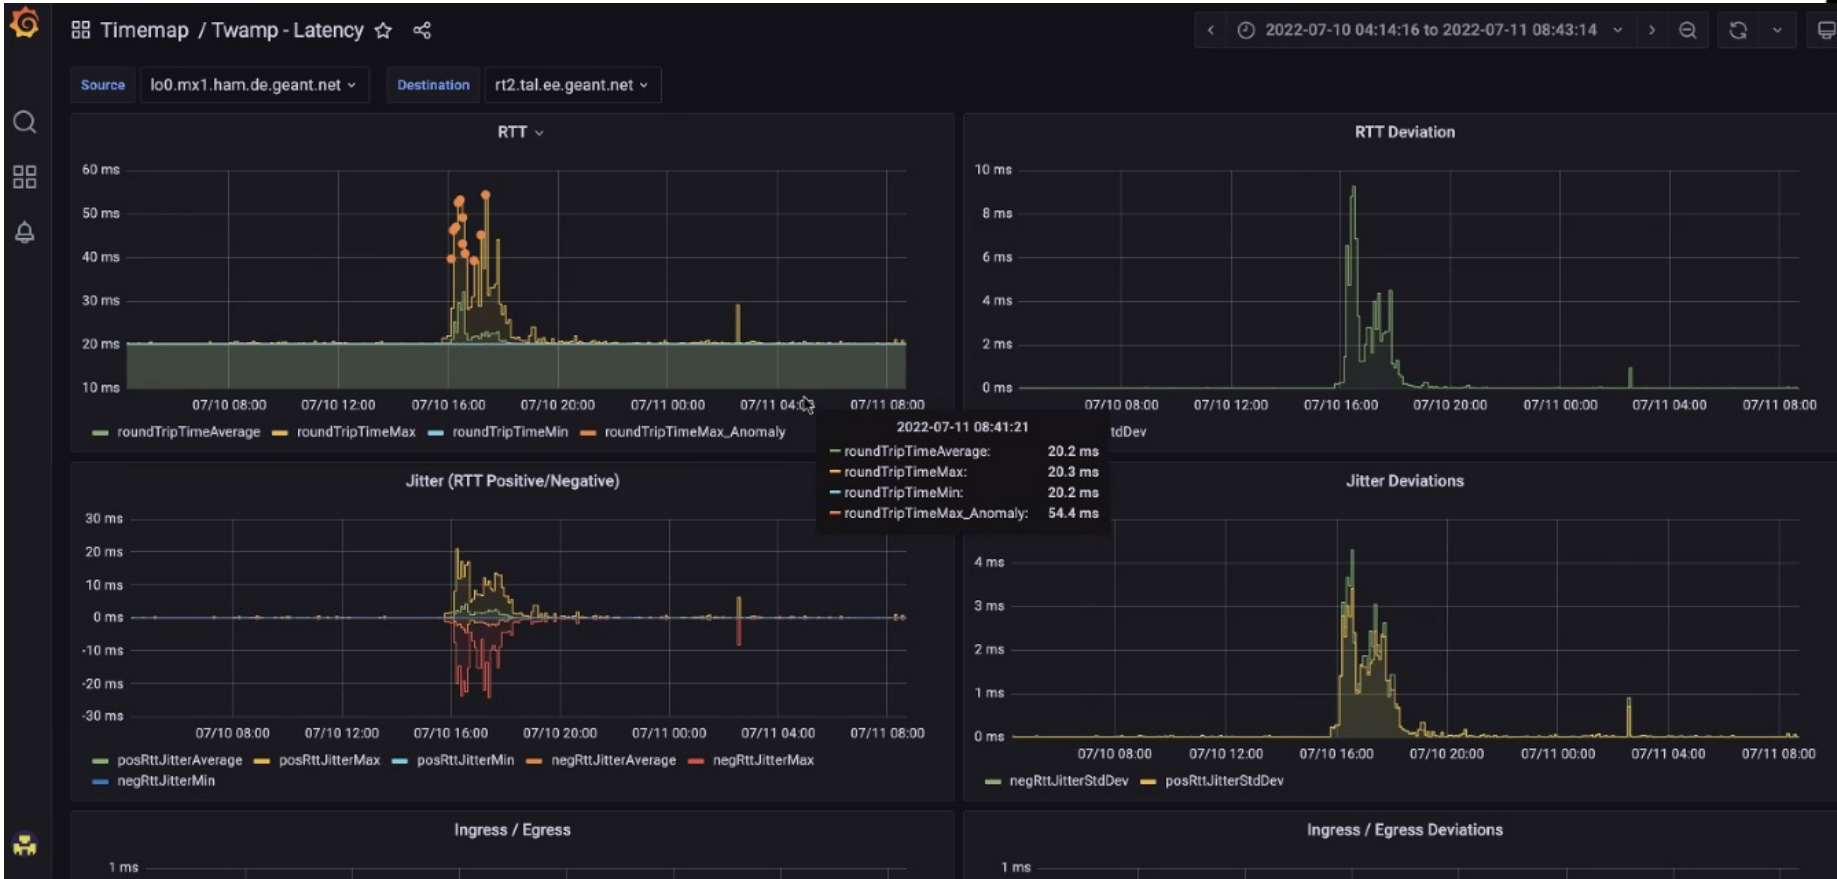 Timemap / Twamp - Latency
2022-07-10 04:14:16 to 2022-07-11 08:43:14
Source lo0.mx1.ham.de.geant.net Destination rt2.tal.ee.geant.net
RTT
60 ms
50 ms
40 ms
30 ms
20 ms
10 ms
07/10 08:00 07/10 12:00 07/10 16:00 07/10 20:00 07/11 00:00 07/11 04:00 07/11 08:00
roundTripTimeAverage roundTripTimeMax roundTripTimeMin roundTripTimeMax_Anomaly
RTT Deviation
10 ms
8 ms
6 ms
4 ms
2 ms
0 ms
07/10 08:00 07/10 12:00 07/10 16:00 07/10 20:00 07/11 00:00 07/11 04:00 07/11 08:00
tdDev
2022-07-11 08:41:21
roundTripTimeAverage: 20.2 ms
roundTripTimeMax: 20.3 ms
roundTripTimeMin: 20.2 ms
roundTripTimeMax_Anomaly: 54.4 ms
Jitter (RTT Positive/Negative)
30 ms
20 ms
10 ms
0 ms
-10 ms
-20 ms
-30 ms
07/10 08:00 07/10 12:00 07/10 16:00 07/10 20:00 07/11 00:00 07/11 04:00 07/11 08:00
posRttJitterAverage posRttJitterMax posRttJitterMin negRttJitterAverage negRttJitterMax
negRttJitterMin
Jitter Deviations
4 ms
3 ms
2 ms
1 ms
0 ms
07/10 08:00 07/10 12:00 07/10 16:00 07/10 20:00 07/11 00:00 07/11 04:00 07/11 08:00
negRttJitterStdDev posRttJitterStdDev
Ingress / Egress
1 ms
Ingress / Egress Deviations
1 ms